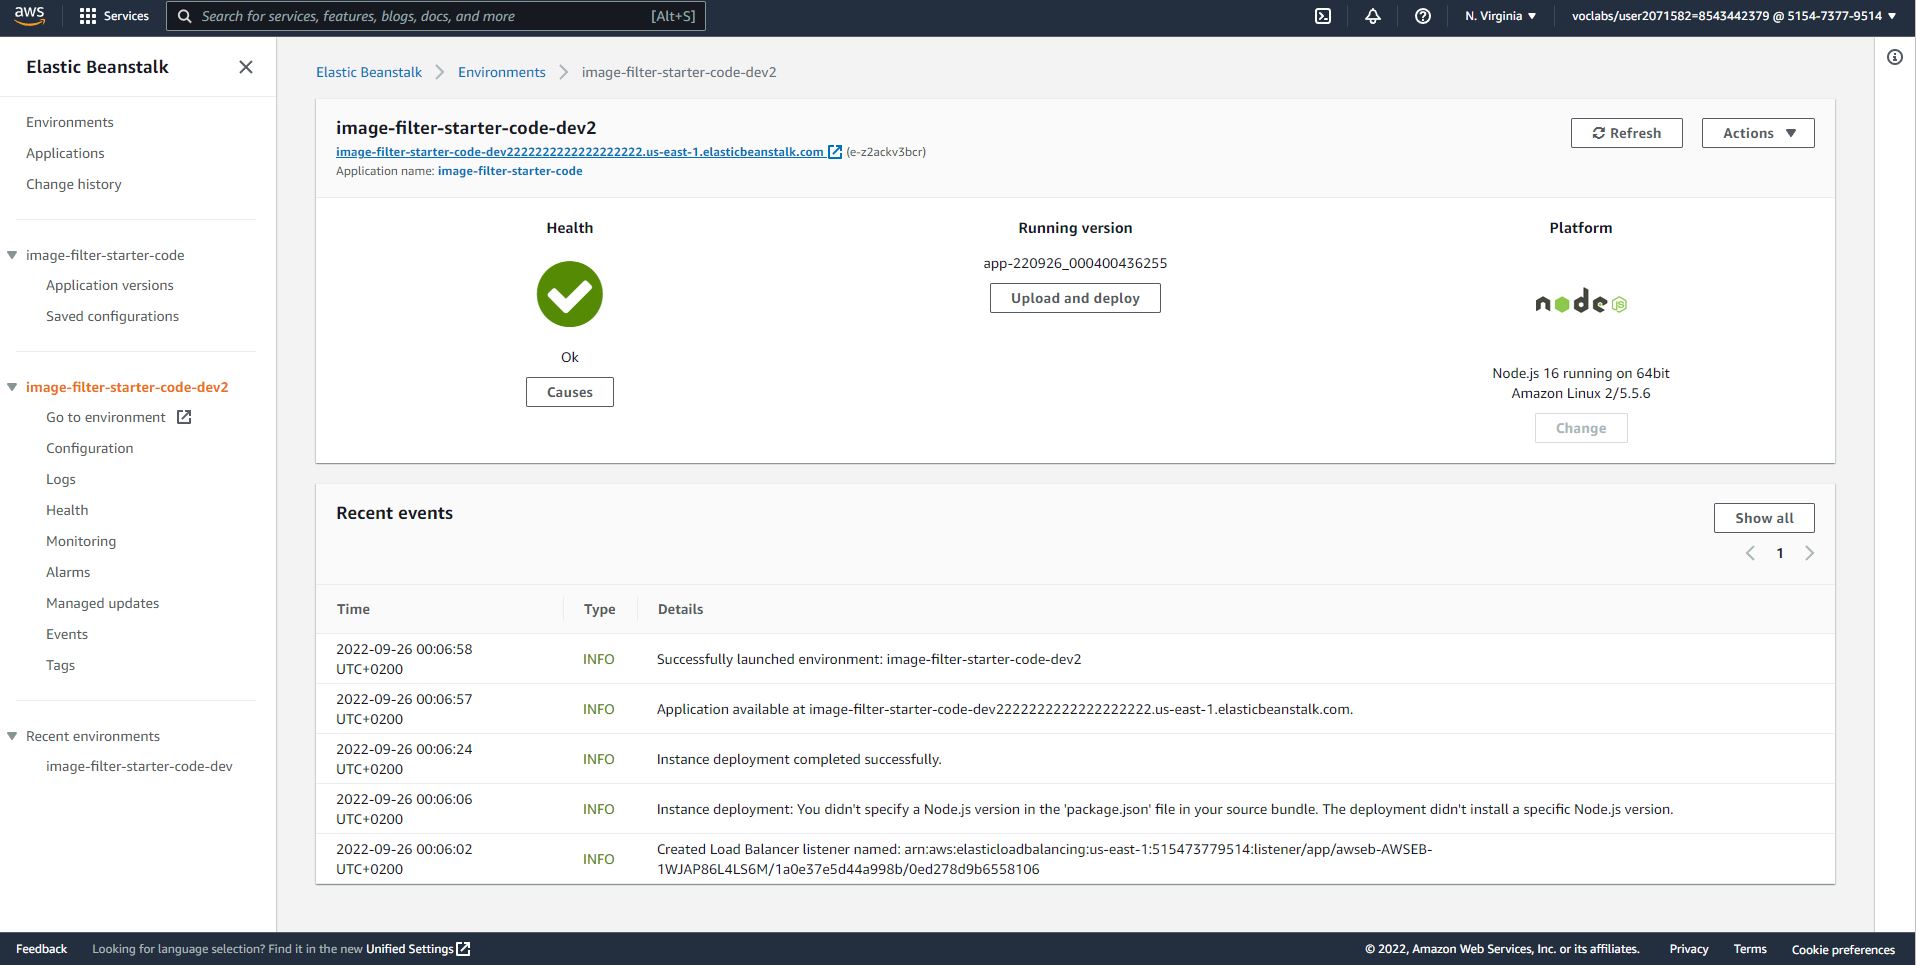 aws
Services
Search for services, features, blogs, docs, and more
[Alt+S]
N. Virginia
voclabs/user2071582=8543442379 @ 5154-7377-9514
Elastic Beanstalk
Environments
Applications
Change history
image-filter-starter-code
Application versions
Saved configurations
image-filter-starter-code-dev2
Go to environment
Configuration
Logs
Health
Monitoring
Alarms
Managed updates
Events
Tags
Recent environments
image-filter-starter-code-dev
Elastic Beanstalk
Environments
image-filter-starter-code-dev2
image-filter-starter-code-dev2
image-filter-starter-code-dev2222222222222222222.us-east-1.elasticbeanstalk.com (e-z2ackv3bcr)
Application name: image-filter-starter-code
Refresh
Actions
Health
Ok
Causes
Running version
app-220926_000400436255
Upload and deploy
Platform
node JS
Node.js 16 running on 64bit
Amazon Linux 2/5.5.6
Change
Recent events
Show all
1
Time
Type
Details
2022-09-26 00:06:58
UTC+0200
INFO
Successfully launched environment: image-filter-starter-code-dev2
2022-09-26 00:06:57
UTC+0200
INFO
Application available at image-filter-starter-code-dev2222222222222222222.us-east-1.elasticbeanstalk.com.
2022-09-26 00:06:24
UTC+0200
INFO
Instance deployment completed successfully.
2022-09-26 00:06:06
UTC+0200
INFO
Instance deployment: You didn't specify a Node.js version in the 'package.json' file in your source bundle. The deployment didn't install a specific Node.js version.
2022-09-26 00:06:02
UTC+0200
INFO
Created Load Balancer listener named: arn:aws:elasticloadbalancing:us-east-1:515473779514:listener/app/awseb-AWSEB-
1WJAP86L4LS6M/1a0e37e5d44a998b/0ed278d9b6558106
Feedback
Looking for language selection? Find it in the new Unified Settings
© 2022, Amazon Web Services, Inc. or its affiliates.
Privacy
Terms
Cookie preferences